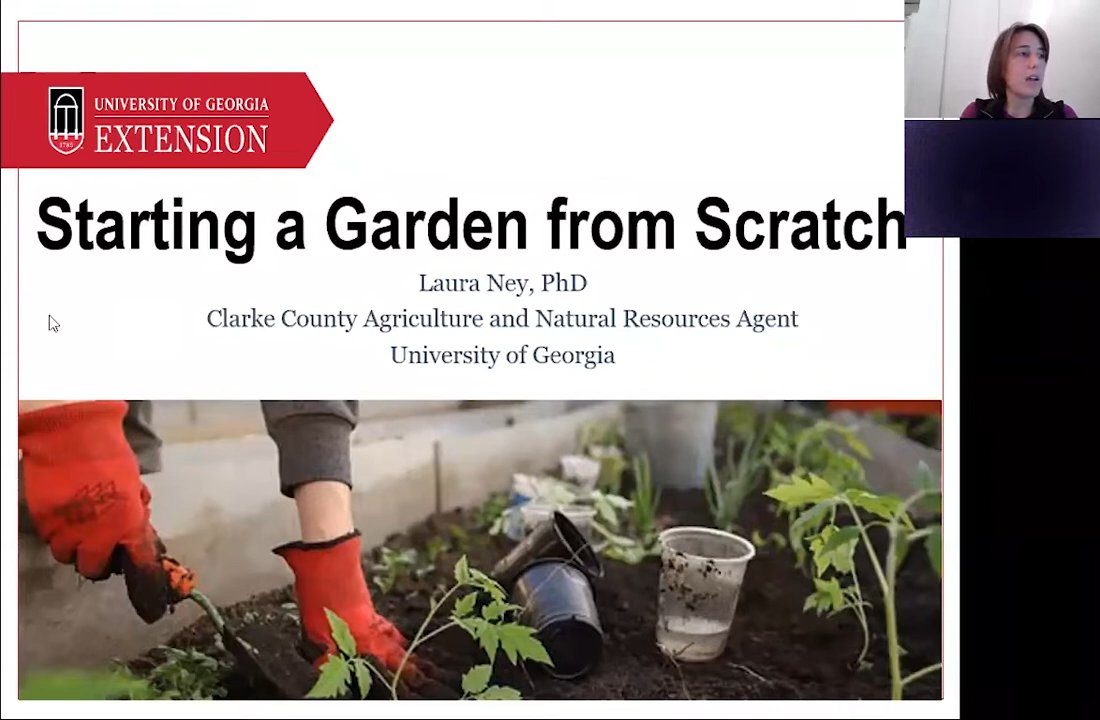 UNIVERSITY OF GEORGIA
EXTENSION
1785
Starting a Garden from Scratch
Laura Ney, PhD
Clarke County Agriculture and Natural Resources Agent
University of Georgia